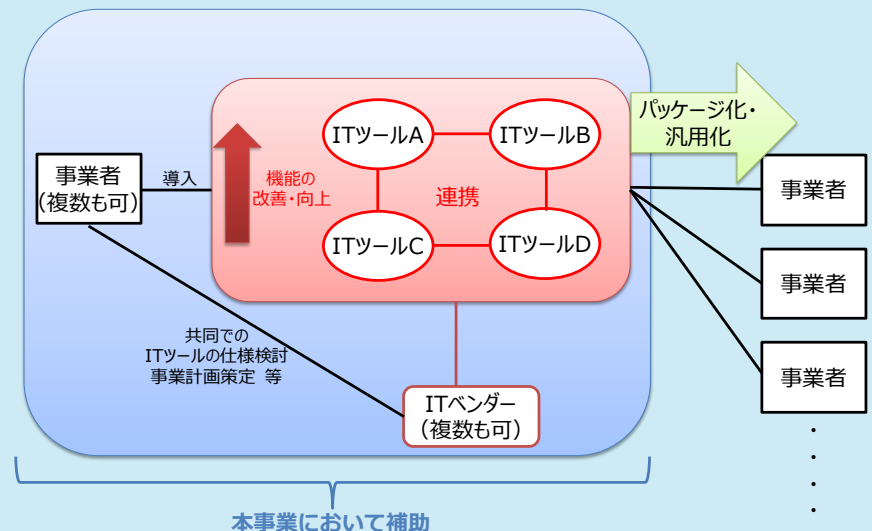 ITツールA
ITツールB
パッケージ化・
汎用化
事業者
(複数も可)
導入
機能の
改善・向上
連携
ITツールC
ITツールD
事業者
事業者
事業者
共同での
ITツールの仕様検討
事業計画策定 等
ITベンダー
(複数も可)
・
・
・
・
本事業において補助